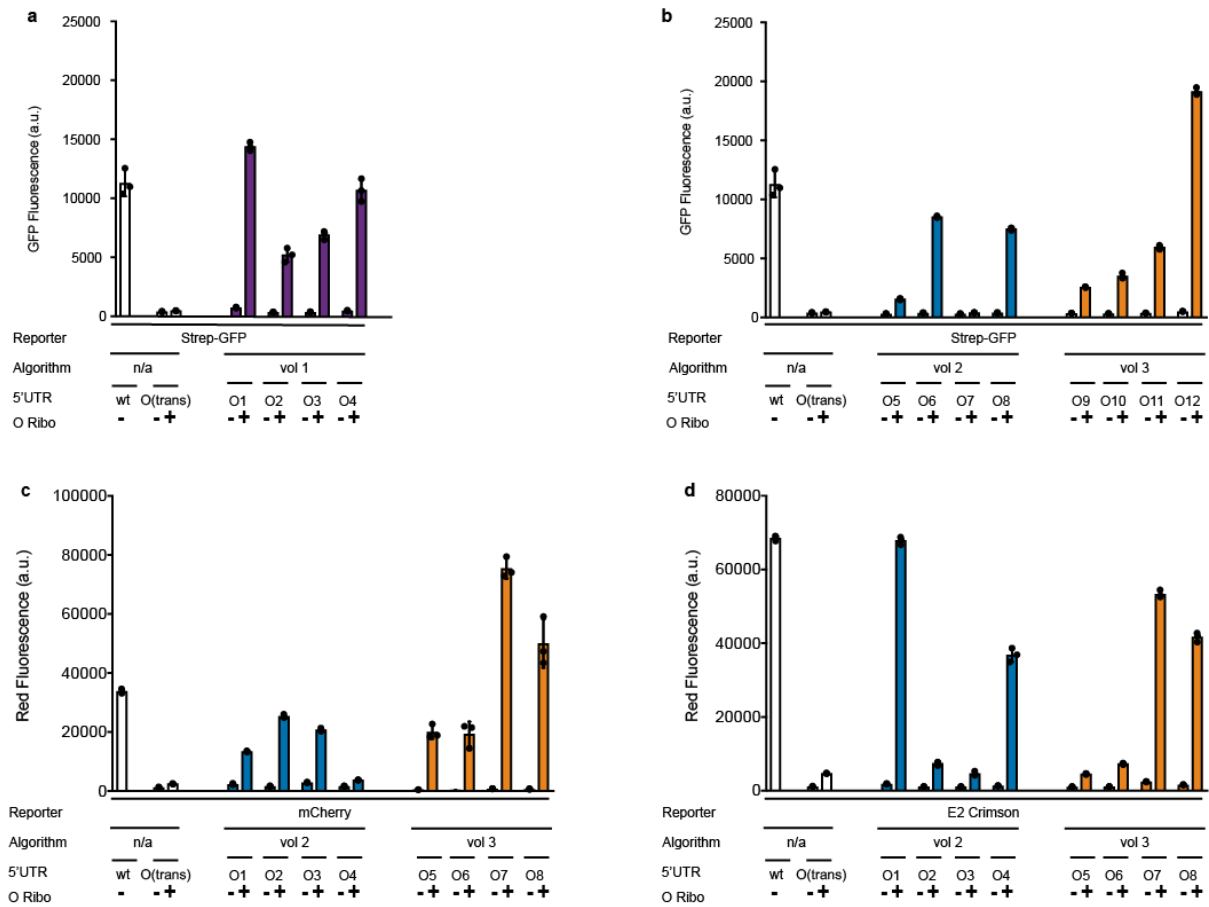 a
GFP Fluorescence (a.u.)
25000
20000
15000
10000
5000
0
Reporter Strep-GFP
Algorithm n/a vol 1
5'UTR wt O(trans) O1 O2 O3 O4
O Ribo - - + - + - + - + - +
b
GFP Fluorescence (a.u.)
25000
20000
15000
10000
5000
0
Reporter Strep-GFP
Algorithm n/a vol 2 vol 3
5'UTR wt O(trans) O5 O6 O7 O8 O9 O10 O11 O12
O Ribo - - + - + - + - + - + - + - + - + - +
c
Red Fluorescence (a.u.)
100000
80000
60000
40000
20000
0
Reporter mCherry
Algorithm n/a vol 2 vol 3
5'UTR wt O(trans) O1 O2 O3 O4 O5 O6 O7 O8
O Ribo - - + - + - + - + - + - + - + - + - +
d
Red Fluorescence (a.u.)
80000
60000
40000
20000
0
Reporter E2 Crimson
Algorithm n/a vol 2 vol 3
5'UTR wt O(trans) O1 O2 O3 O4 O5 O6 O7 O8
O Ribo - - + - + - + - + - + - + - + - + - +